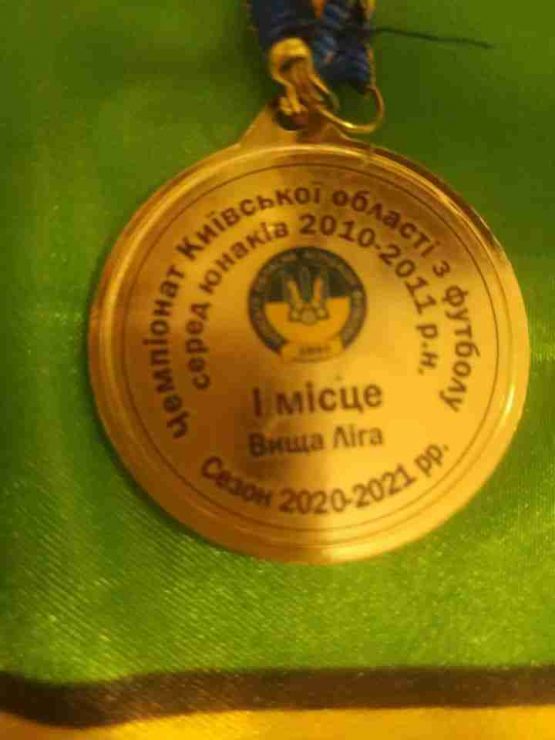 Чемпіонат Київської області з футболу
серед юнаків 2010-2011 р.н.
І місце
Вища Ліга
Сезон 2020-2021 рр.